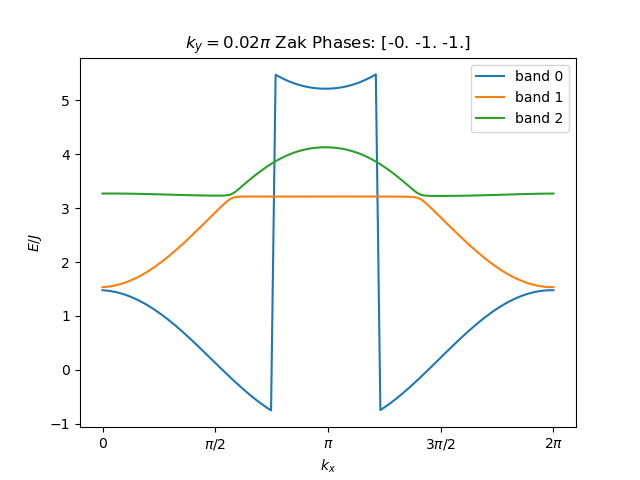 k_y = 0.02π Zak Phases: [-0. -1. -1.]
band 0
band 1
band 2
E/J
5
4
3
2
1
0
−1
0
π/2
π
3π/2
2π
k_x